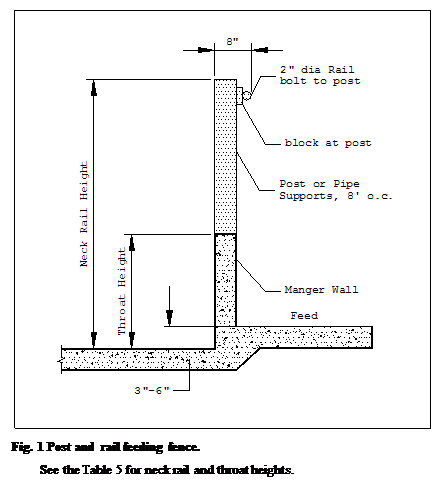 8"
2" dia Rail
bolt to post
block at post
Neck Rail Height
Post or Pipe
Supports, 8' o.c.
Throat Height
Manger Wall
Feed
3"-6"
Fig. 1 Post and rail feeding fence.
See the Table 5 for neck rail and throat heights.